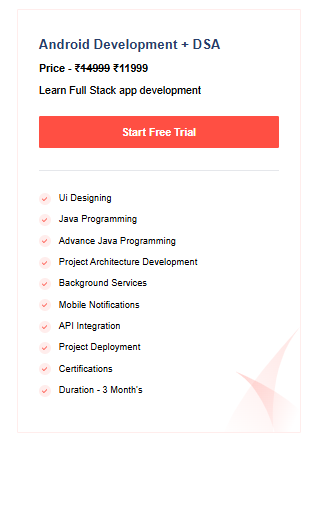 Android Development + DSA
Price - ₹14999 ₹11999
Learn Full Stack app development
Start Free Trial
Ui Designing
Java Programming
Advance Java Programming
Project Architecture Development
Background Services
Mobile Notifications
API Integration
Project Deployment
Certifications
Duration - 3 Month's